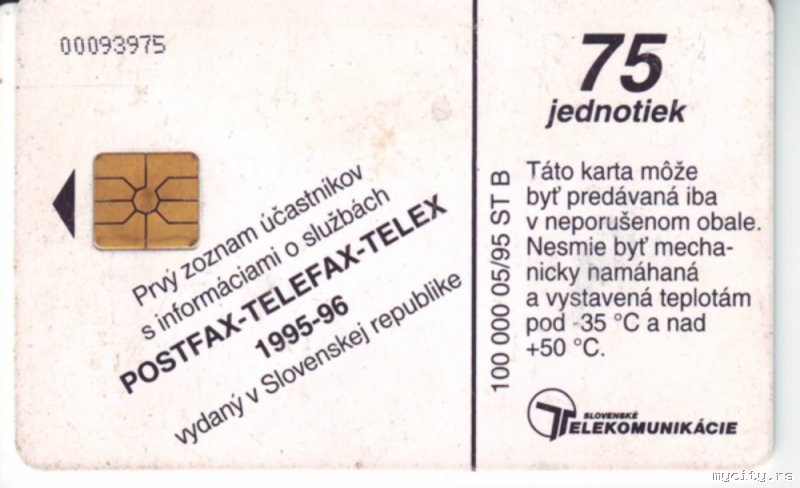 00093975
Prvý zoznam účastníkov
s informáciami o službách
POSTFAX-TELEFAX-TELEX
1995-96
vydaný v Slovenskej republike
100 000 05/95 ST B
75
jednotiek
Táto karta môže
byť predávaná iba
v neporušenom obale.
Nesmie byť mecha-
nicky namáhaná
a vystavená teplotám
pod -35 °C a nad
+50 °C.
SLOVENSKÉ
TELEKOMUNIKÁCIE
mycity.rs